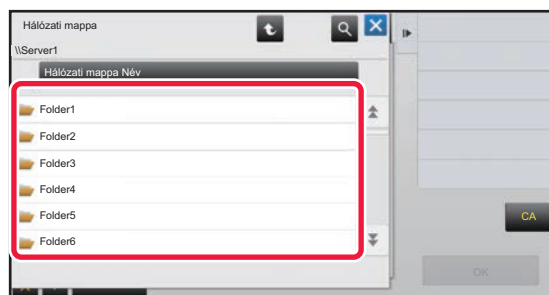 Hálózati mappa
\\Server1
Hálózati mappa Név
Folder1
Folder2
Folder3
Folder4
Folder5
Folder6
CA
OK